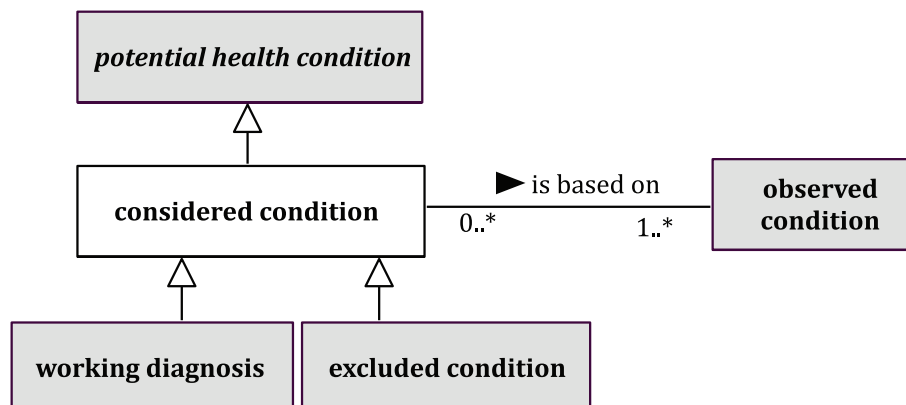 potential health condition
considered condition
is based on
0..*
1..*
observed
condition
working diagnosis
excluded condition